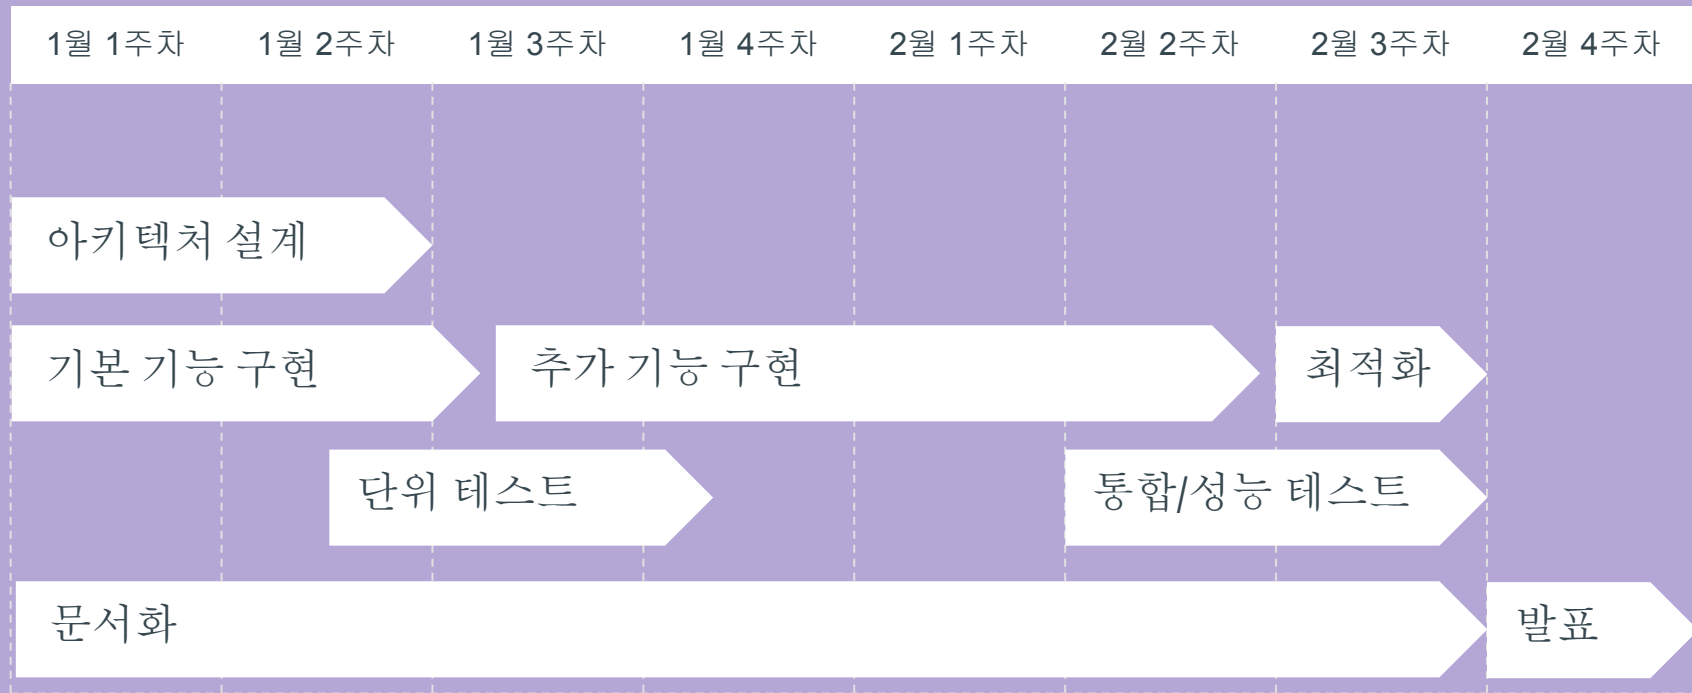 1월 1주차 1월 2주차 1월 3주차 1월 4주차 2월 1주차 2월 2주차 2월 3주차 2월 4주차
아키텍처 설계
기본 기능 구현 추가 기능 구현 최적화
단위 테스트 통합/성능 테스트
문서화 발표